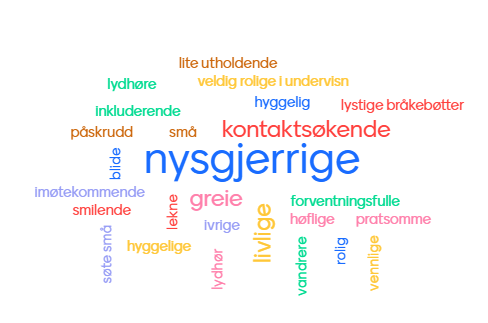 lite utholdende
lydhøre
veldig rolige i undervisn
inkluderende
hyggelig
lystige bråkebøtter
påskrudd
små
kontaktsøkende
blide
nysgjerrige
imøtekommende
smilende
lekne
greie
forventningsfulle
ivrige
livlige
høflige
pratsomme
søte små
hyggelige
lydhør
vandrere
rolig
vennlige